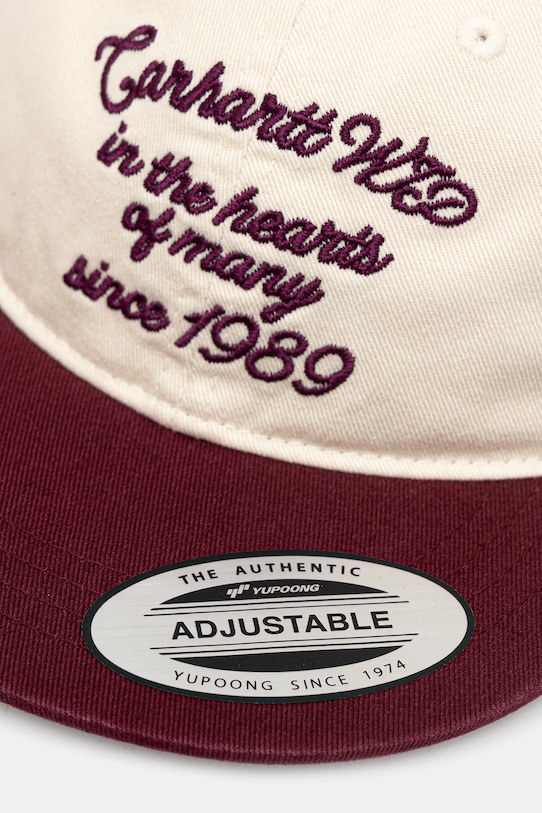 Carhartt WIP
in the hearts
of many
since 1989
THE AUTHENTIC
YUPOONG
ADJUSTABLE
YUPOONG SINCE 1974